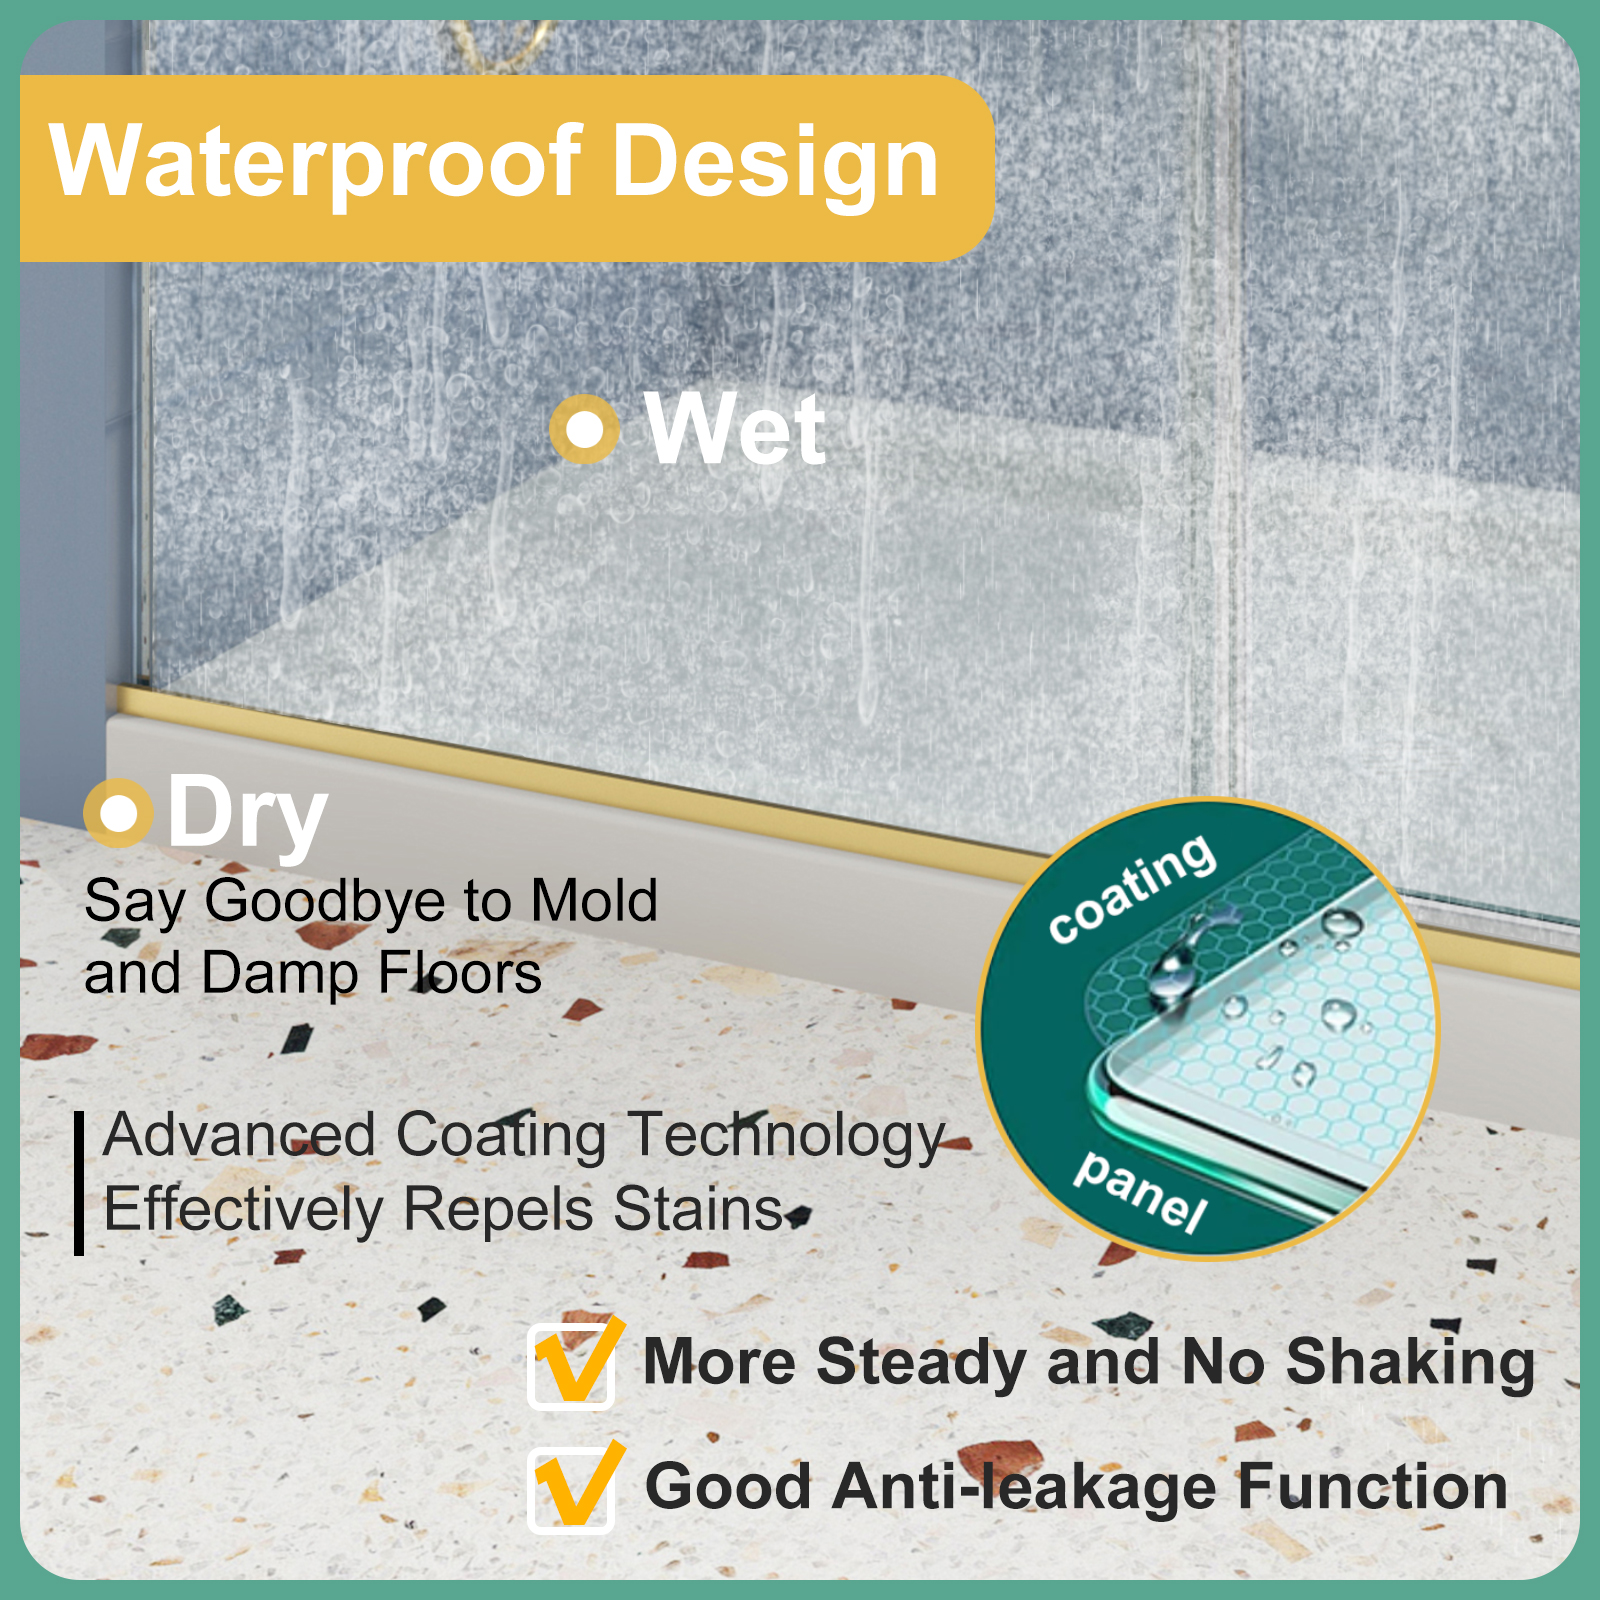 Waterproof Design
Wet
Dry
Say Goodbye to Mold
and Damp Floors
coating
panel
Advanced Coating Technology
Effectively Repels Stains
More Steady and No Shaking
Good Anti-leakage Function